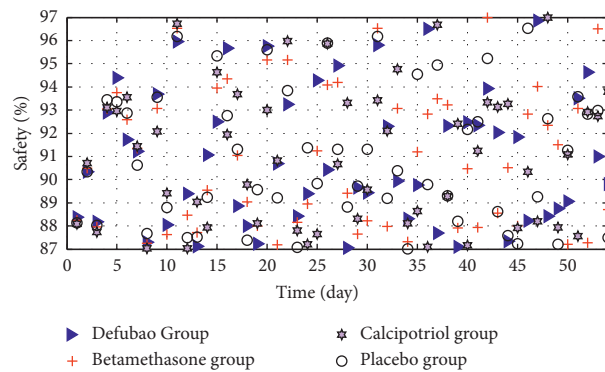 97
96
95
94
93
92
91
90
89
88
87
Safety (%)
0 5 10 15 20 25 30 35 40 45 50
Time (day)
Defubao Group
Calcipotriol group
Betamethasone group
Placebo group